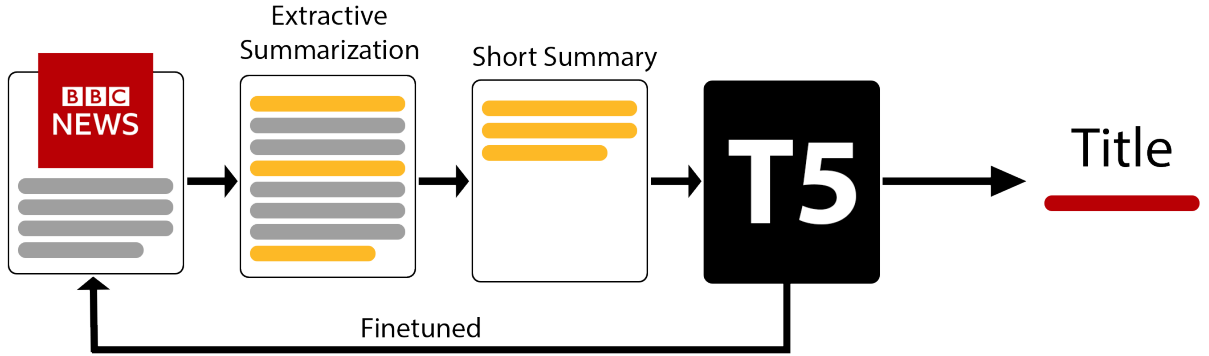 Extractive
Summarization
Short Summary
BBC
NEWS
T5
Title
Finetuned